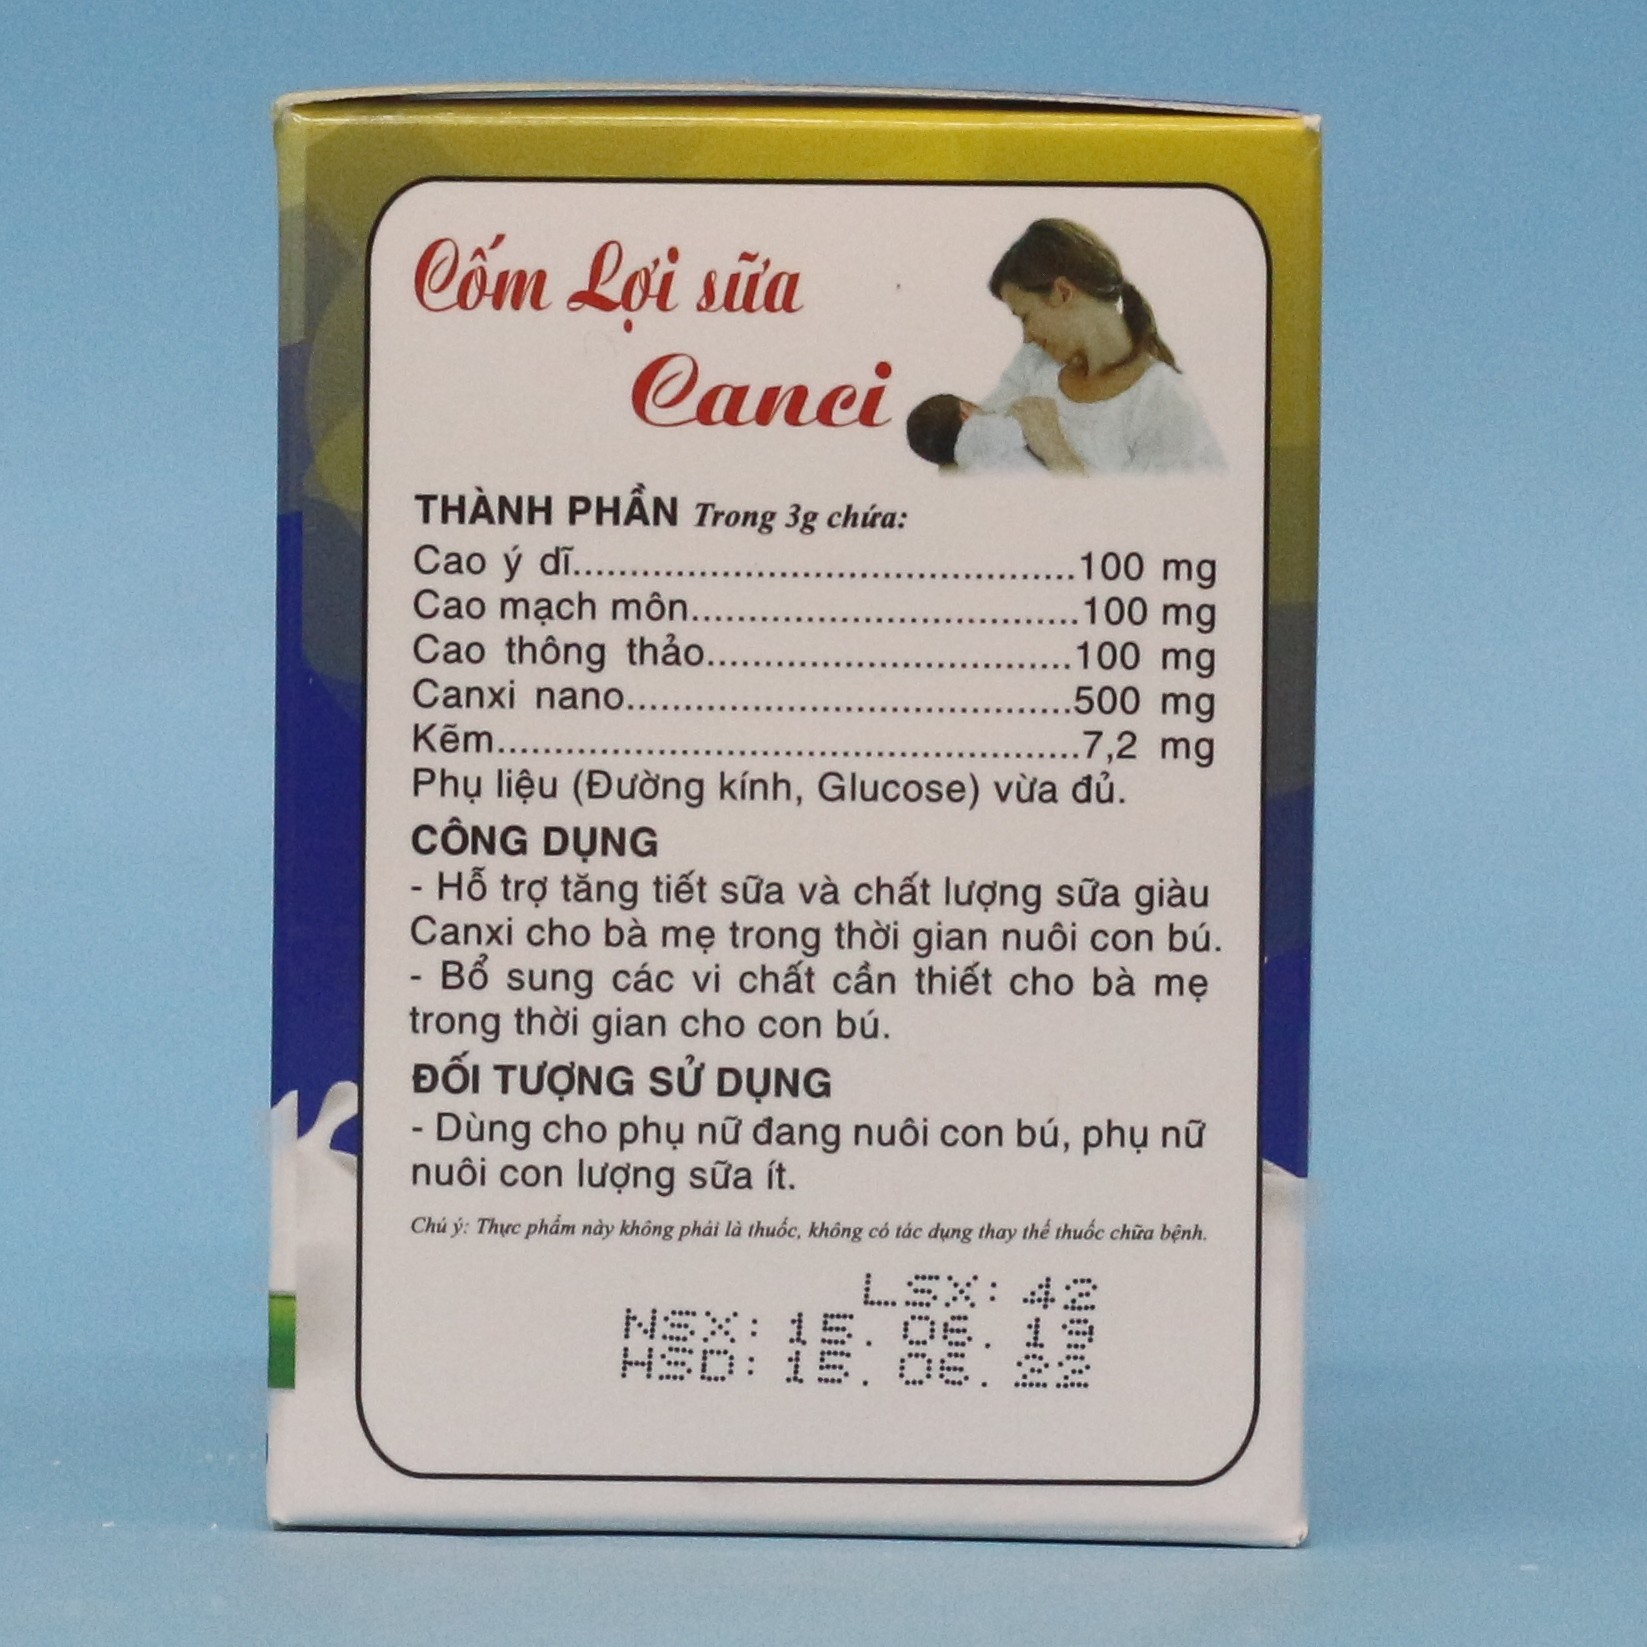 Cốm Lợi sữa
Canci
THÀNH PHẦN Trong 3g chứa:
Cao ý dĩ............................................100 mg
Cao mạch môn..................................100 mg
Cao thông thảo................................100 mg
Canxi nano.......................................500 mg
Kẽm...................................................7,2 mg
Phụ liệu (Đường kính, Glucose) vừa đủ.
CÔNG DỤNG
- Hỗ trợ tăng tiết sữa và chất lượng sữa giàu
Canxi cho bà mẹ trong thời gian nuôi con bú.
- Bổ sung các vi chất cần thiết cho bà mẹ
trong thời gian cho con bú.
ĐỐI TƯỢNG SỬ DỤNG
- Dùng cho phụ nữ đang nuôi con bú, phụ nữ
nuôi con lượng sữa ít.
Chú ý: Thực phẩm này không phải là thuốc, không có tác dụng thay thế thuốc chữa bệnh.
LSX: 42
NSX: 15. 06. 19
HSD: 15. 06. 22